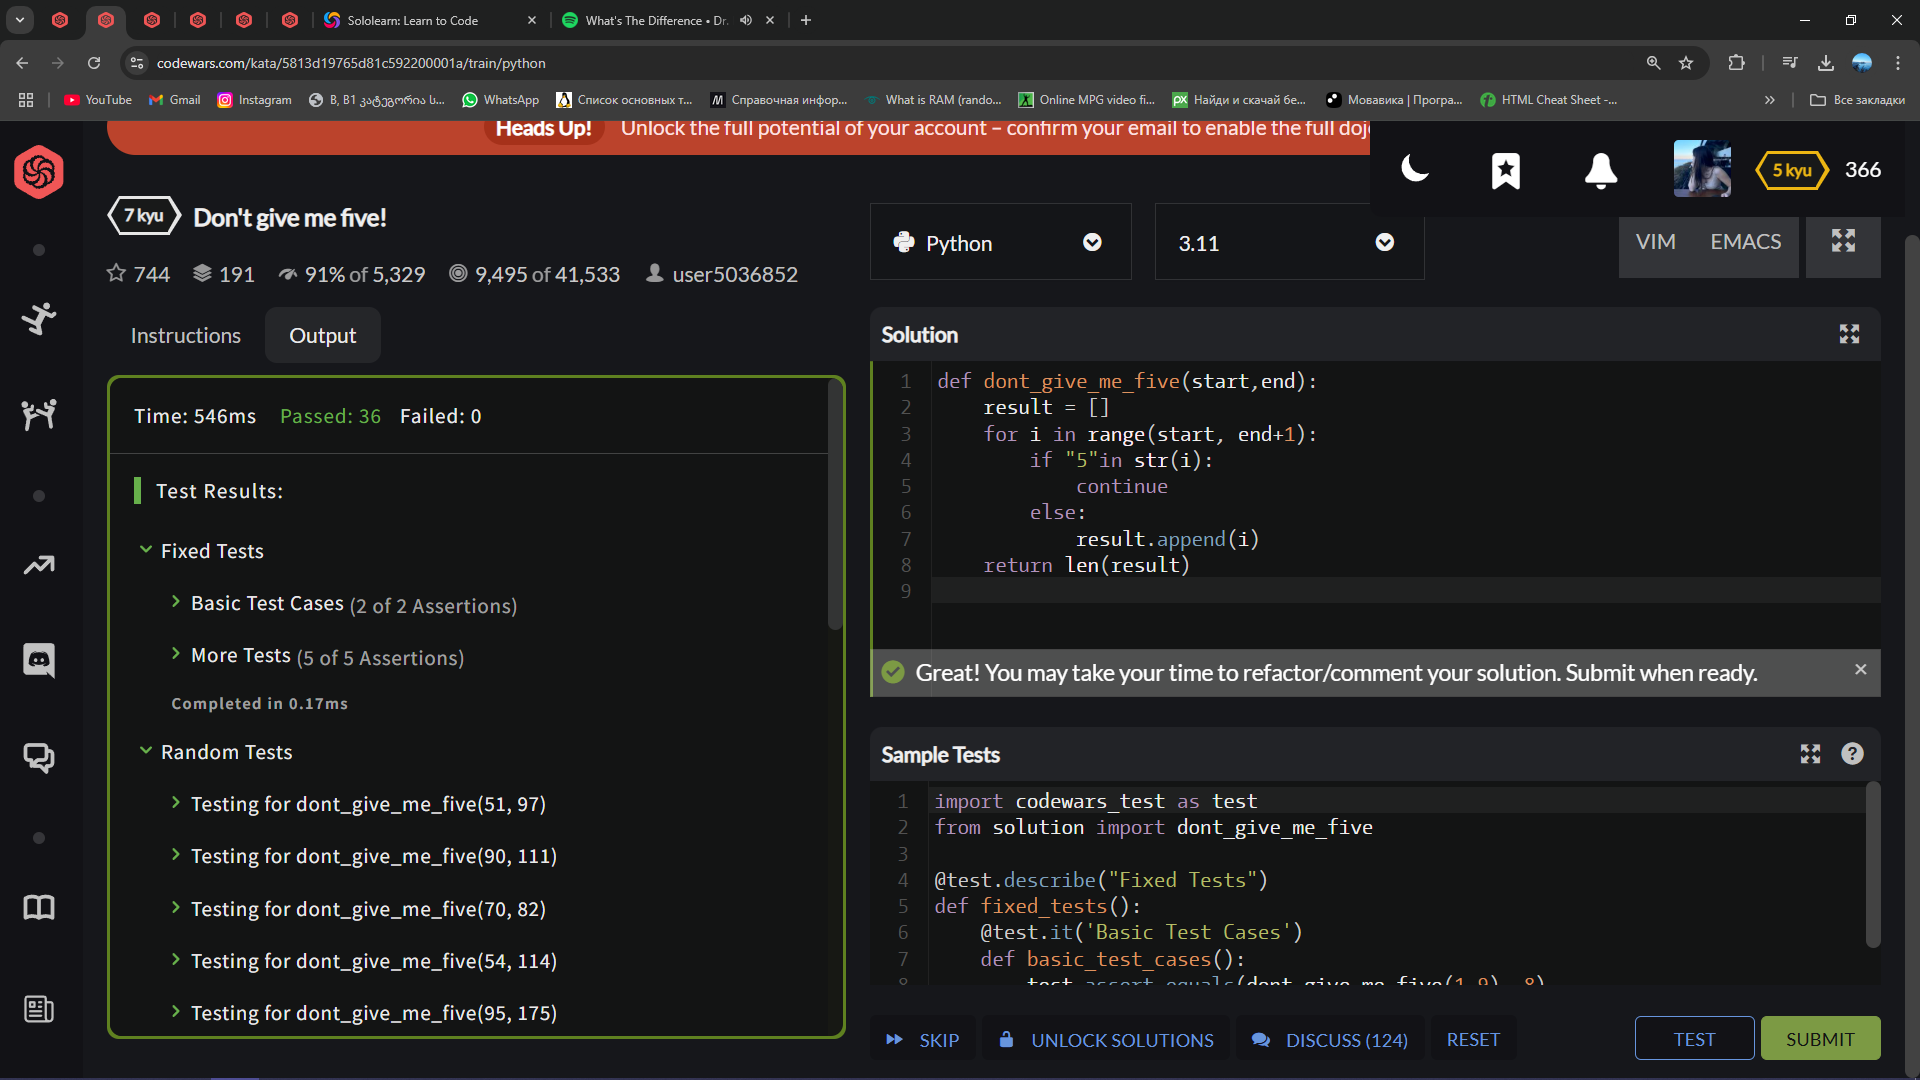 Sololearn: Learn to Code
What's The Difference • Dr.
codewars.com/kata/5813d19765d81c592200001a/train/python
YouTube
Gmail
Instagram
B, B1 კატეგორია ს...
WhatsApp
Список основных т...
Справочная инфор...
What is RAM (rando...
Online MPG video fi...
Найди и скачай бе...
Мовавика | Програ...
HTML Cheat Sheet -...
»
Все закладки
Heads Up! Unlock the full potential of your account – confirm your email to enable the full doj
5 kyu
366
7 kyu
Don't give me five!
744
191
91% of 5,329
9,495 of 41,533
user5036852
Python
3.11
VIM
EMACS
Instructions
Output
Time: 546ms Passed: 36 Failed: 0
Test Results:
Fixed Tests
Basic Test Cases (2 of 2 Assertions)
More Tests (5 of 5 Assertions)
Completed in 0.17ms
Random Tests
Testing for dont_give_me_five(51, 97)
Testing for dont_give_me_five(90, 111)
Testing for dont_give_me_five(70, 82)
Testing for dont_give_me_five(54, 114)
Testing for dont_give_me_five(95, 175)
Solution
1 def dont_give_me_five(start,end):
2     result = []
3     for i in range(start, end+1):
4         if "5"in str(i):
5             continue
6         else:
7             result.append(i)
8     return len(result)
9
Great! You may take your time to refactor/comment your solution. Submit when ready.
Sample Tests
1 import codewars_test as test
2 from solution import dont_give_me_five
3
4 @test.describe("Fixed Tests")
5 def fixed_tests():
6     @test.it('Basic Test Cases')
7     def basic_test_cases():
8         test.assert_equals(dont_give_me_five(1,9), 8)
SKIP
UNLOCK SOLUTIONS
DISCUSS (124)
RESET
TEST
SUBMIT